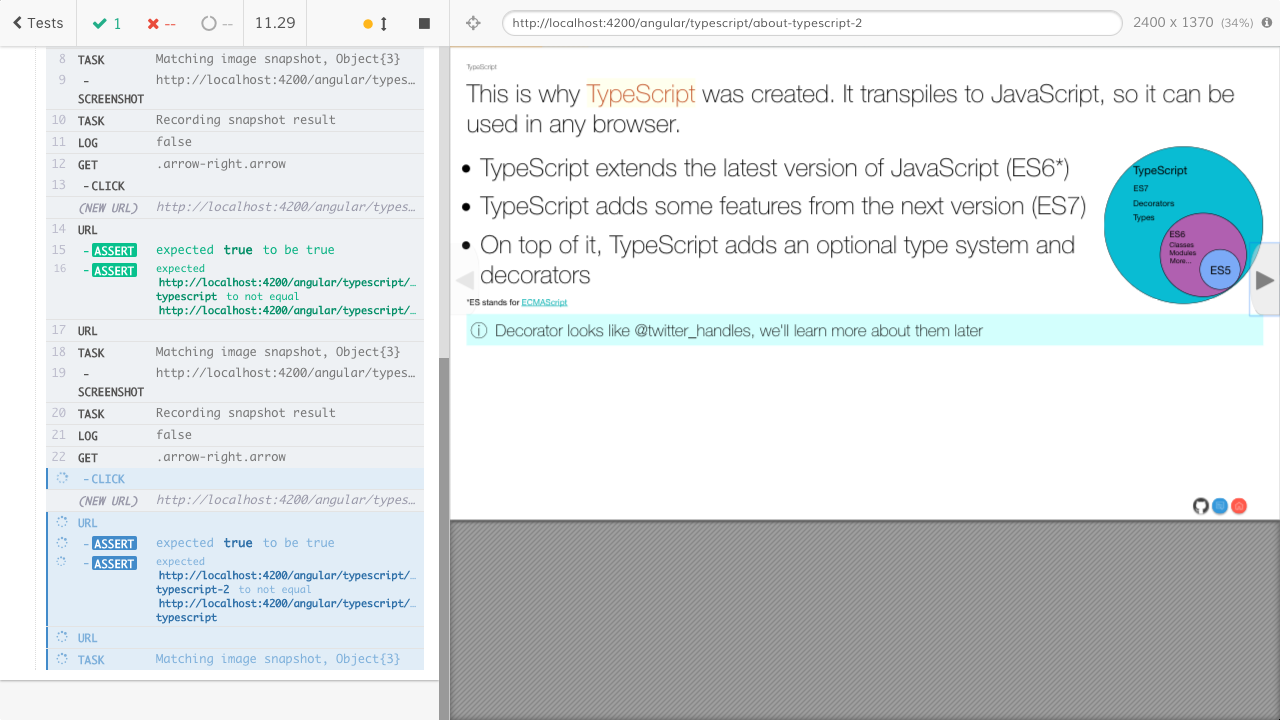 Tests
1
--
--
11.29
http://localhost:4200/angular/typescript/about-typescript-2
2400 x 1370 (34%)
8 TASK Matching image snapshot, Object{3}
9 - http://localhost:4200/angular/types…
SCREENSHOT
10 TASK Recording snapshot result
11 LOG false
12 GET .arrow-right.arrow
13 -CLICK
(NEW URL) http://localhost:4200/angular/types…
14 URL
15 -ASSERT expected true to be true
16 -ASSERT expected
http://localhost:4200/angular/typescript/…
typescript to not equal
http://localhost:4200/angular/typescript/…
17 URL
18 TASK Matching image snapshot, Object{3}
19 - http://localhost:4200/angular/types…
SCREENSHOT
20 TASK Recording snapshot result
21 LOG false
22 GET .arrow-right.arrow
-CLICK
(NEW URL) http://localhost:4200/angular/types…
URL
-ASSERT expected true to be true
-ASSERT expected
http://localhost:4200/angular/typescript/…
typescript-2 to not equal
http://localhost:4200/angular/typescript/…
typescript
URL
TASK Matching image snapshot, Object{3}
TypeScript
This is why TypeScript was created. It transpiles to JavaScript, so it can be
used in any browser.
• TypeScript extends the latest version of JavaScript (ES6*)
• TypeScript adds some features from the next version (ES7)
• On top of it, TypeScript adds an optional type system and
decorators
*ES stands for ECMAScript
Decorator looks like @twitter_handles, we'll learn more about them later
TypeScript
ES7
Decorators
Types
ES6
Classes
Modules
More...
ES5